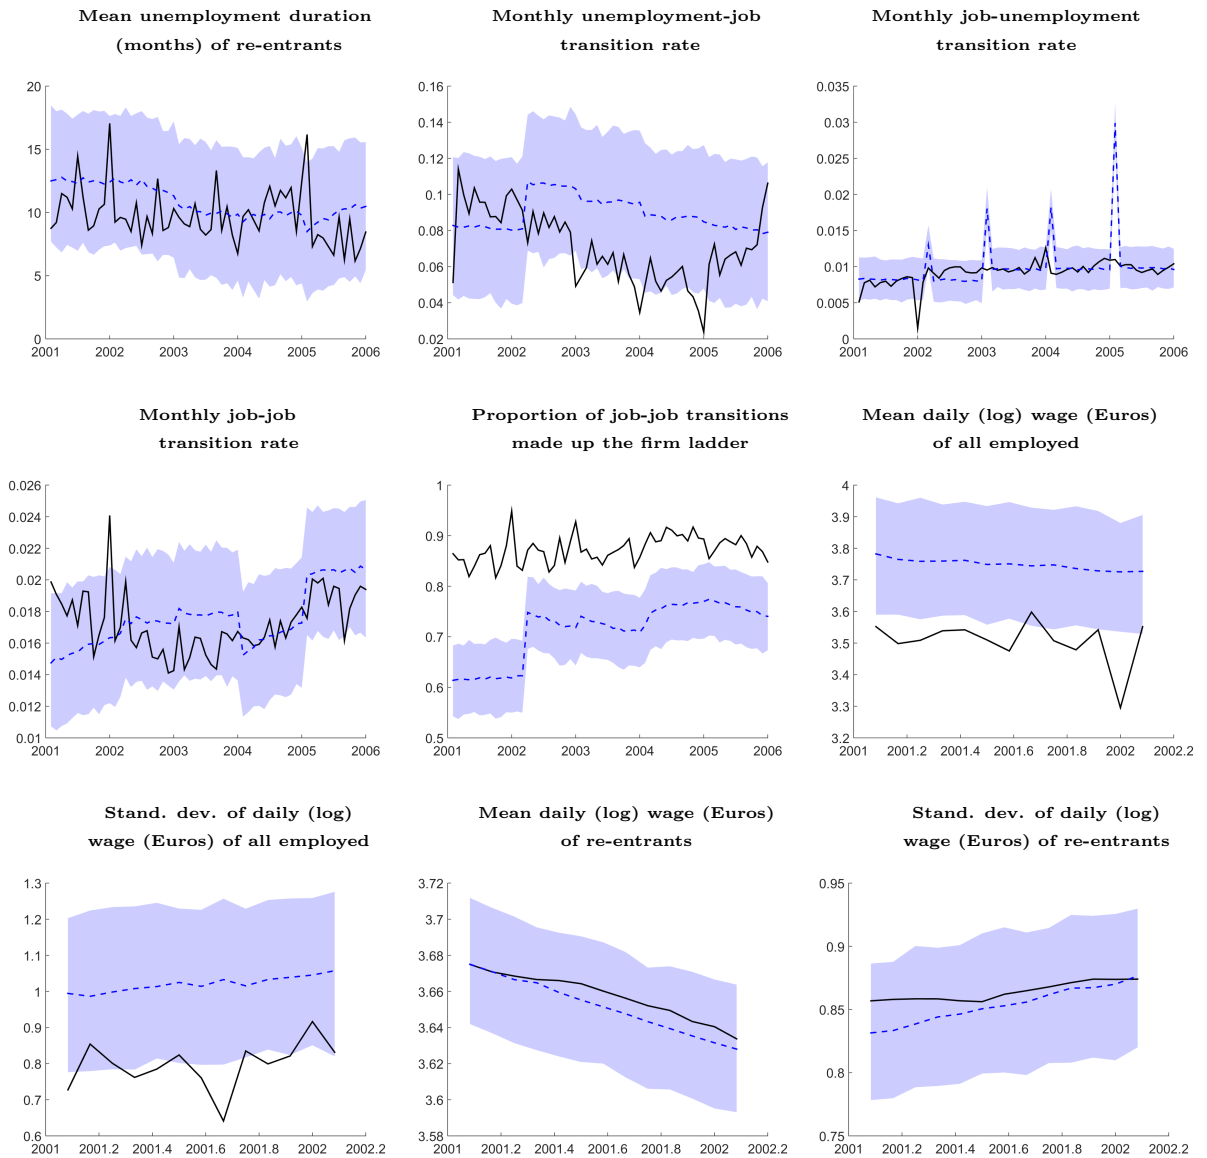 Mean unemployment duration
(months) of re-entrants
20
15
10
5
0
2001 2002 2003 2004 2005 2006
Monthly unemployment-job
transition rate
0.16
0.14
0.12
0.1
0.08
0.06
0.04
0.02
2001 2002 2003 2004 2005 2006
Monthly job-unemployment
transition rate
0.035
0.03
0.025
0.02
0.015
0.01
0.005
0
2001 2002 2003 2004 2005 2006
Monthly job-job
transition rate
0.026
0.024
0.022
0.02
0.018
0.016
0.014
0.012
0.01
2001 2002 2003 2004 2005 2006
Proportion of job-job transitions
made up the firm ladder
1
0.9
0.8
0.7
0.6
0.5
2001 2002 2003 2004 2005 2006
Mean daily (log) wage (Euros)
of all employed
4
3.9
3.8
3.7
3.6
3.5
3.4
3.3
3.2
2001 2001.2 2001.4 2001.6 2001.8 2002 2002.2
Stand. dev. of daily (log)
wage (Euros) of all employed
1.3
1.2
1.1
1
0.9
0.8
0.7
0.6
2001 2001.2 2001.4 2001.6 2001.8 2002 2002.2
Mean daily (log) wage (Euros)
of re-entrants
3.72
3.7
3.68
3.66
3.64
3.62
3.6
3.58
2001 2001.2 2001.4 2001.6 2001.8 2002 2002.2
Stand. dev. of daily (log)
wage (Euros) of re-entrants
0.95
0.9
0.85
0.8
0.75
2001 2001.2 2001.4 2001.6 2001.8 2002 2002.2